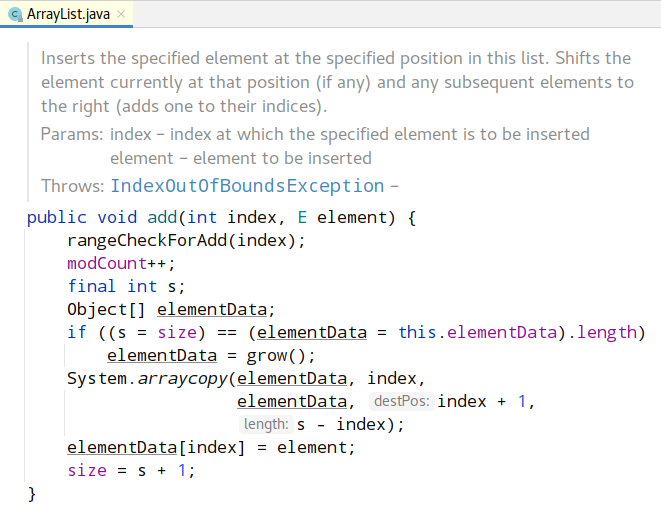 ArrayList.java
Inserts the specified element at the specified position in this list. Shifts the
element currently at that position (if any) and any subsequent elements to
the right (adds one to their indices).
Params: index – index at which the specified element is to be inserted
element – element to be inserted
Throws: IndexOutOfBoundsException –
public void add(int index, E element) {
rangeCheckForAdd(index);
modCount++;
final int s;
Object[] elementData;
if ((s = size) == (elementData = this.elementData).length)
elementData = grow();
System.arraycopy(elementData, index,
elementData, destPos: index + 1,
length: s - index);
elementData[index] = element;
size = s + 1;
}